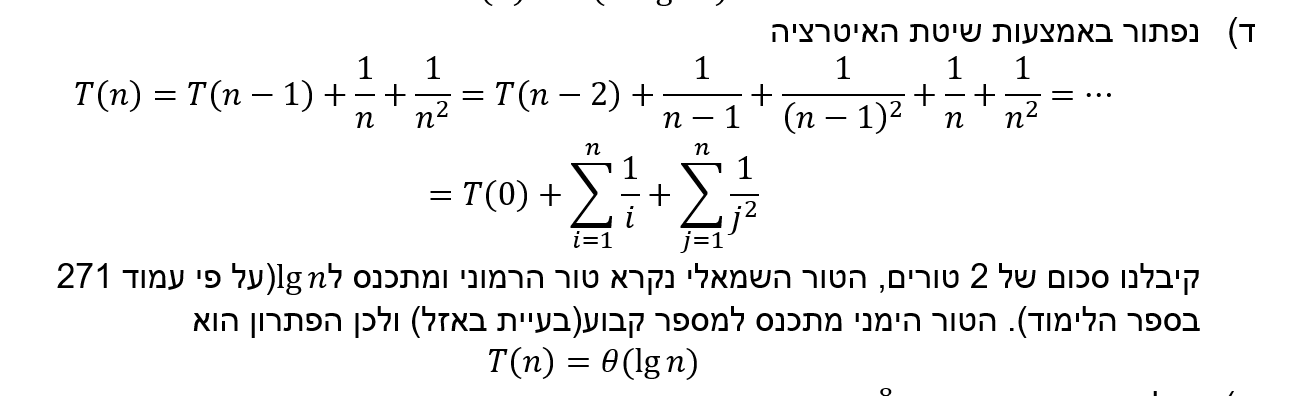 ד) נפתור באמצעות שיטת האיטרציה
T(n) = T(n − 1) + 1/n + 1/n² = T(n − 2) + 1/(n − 1) + 1/(n − 1)² + 1/n + 1/n² = ⋯
= T(0) + ∑_{i=1}^{n} 1/i + ∑_{j=1}^{n} 1/j²
קיבלנו סכום של 2 טורים, הטור השמאלי נקרא טור הרמוני ומתכנס לlg n(על פי עמוד 271
בספר הלימוד). הטור הימני מתכנס למספר קבוע(בעיית באזל) ולכן הפתרון הוא
T(n) = θ(lg n)